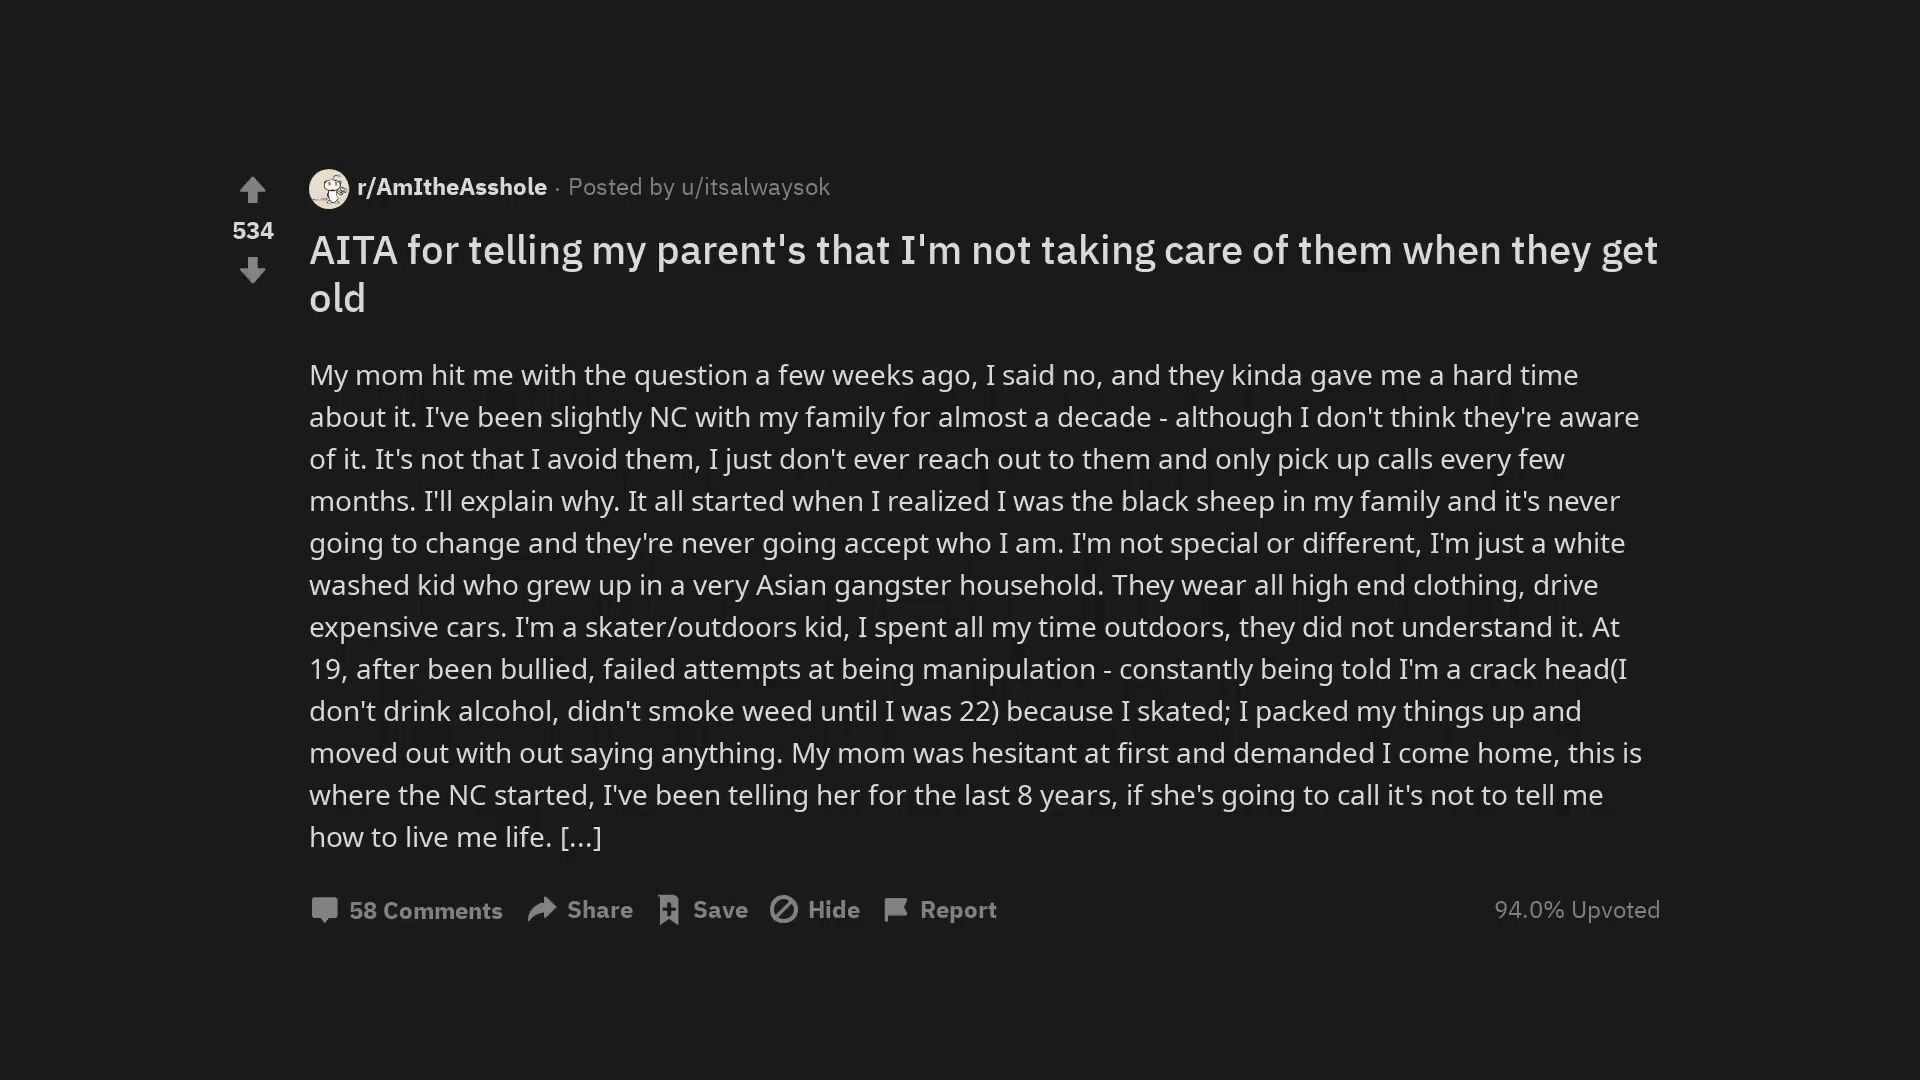 r/AmItheAsshole · Posted by u/itsalwaysok
534
AITA for telling my parent's that I'm not taking care of them when they get
old
My mom hit me with the question a few weeks ago, I said no, and they kinda gave me a hard time
about it. I've been slightly NC with my family for almost a decade - although I don't think they're aware
of it. It's not that I avoid them, I just don't ever reach out to them and only pick up calls every few
months. I'll explain why. It all started when I realized I was the black sheep in my family and it's never
going to change and they're never going accept who I am. I'm not special or different, I'm just a white
washed kid who grew up in a very Asian gangster household. They wear all high end clothing, drive
expensive cars. I'm a skater/outdoors kid, I spent all my time outdoors, they did not understand it. At
19, after been bullied, failed attempts at being manipulation - constantly being told I'm a crack head(I
don't drink alcohol, didn't smoke weed until I was 22) because I skated; I packed my things up and
moved out with out saying anything. My mom was hesitant at first and demanded I come home, this is
where the NC started, I've been telling her for the last 8 years, if she's going to call it's not to tell me
how to live me life. [...]
58 Comments Share Save Hide Report 94.0% Upvoted